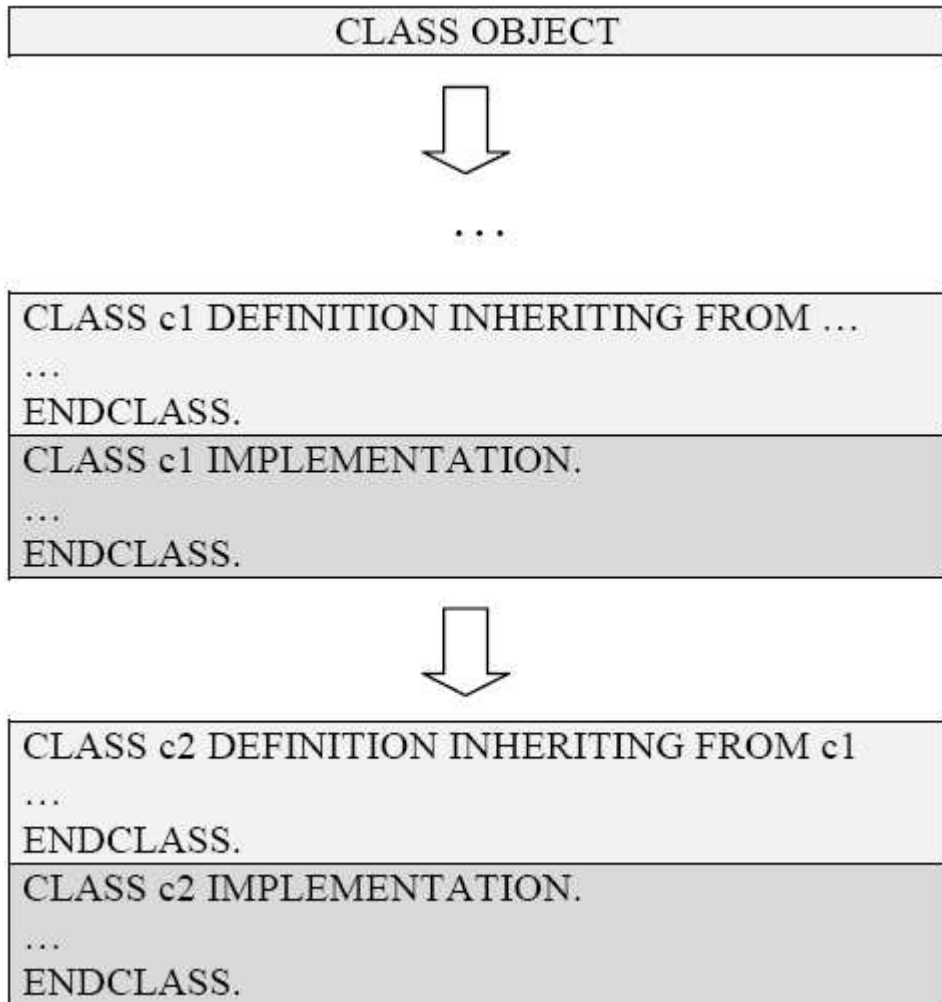 CLASS OBJECT
...
CLASS c1 DEFINITION INHERITING FROM ...
...
ENDCLASS.
CLASS c1 IMPLEMENTATION.
...
ENDCLASS.
CLASS c2 DEFINITION INHERITING FROM c1
...
ENDCLASS.
CLASS c2 IMPLEMENTATION.
...
ENDCLASS.